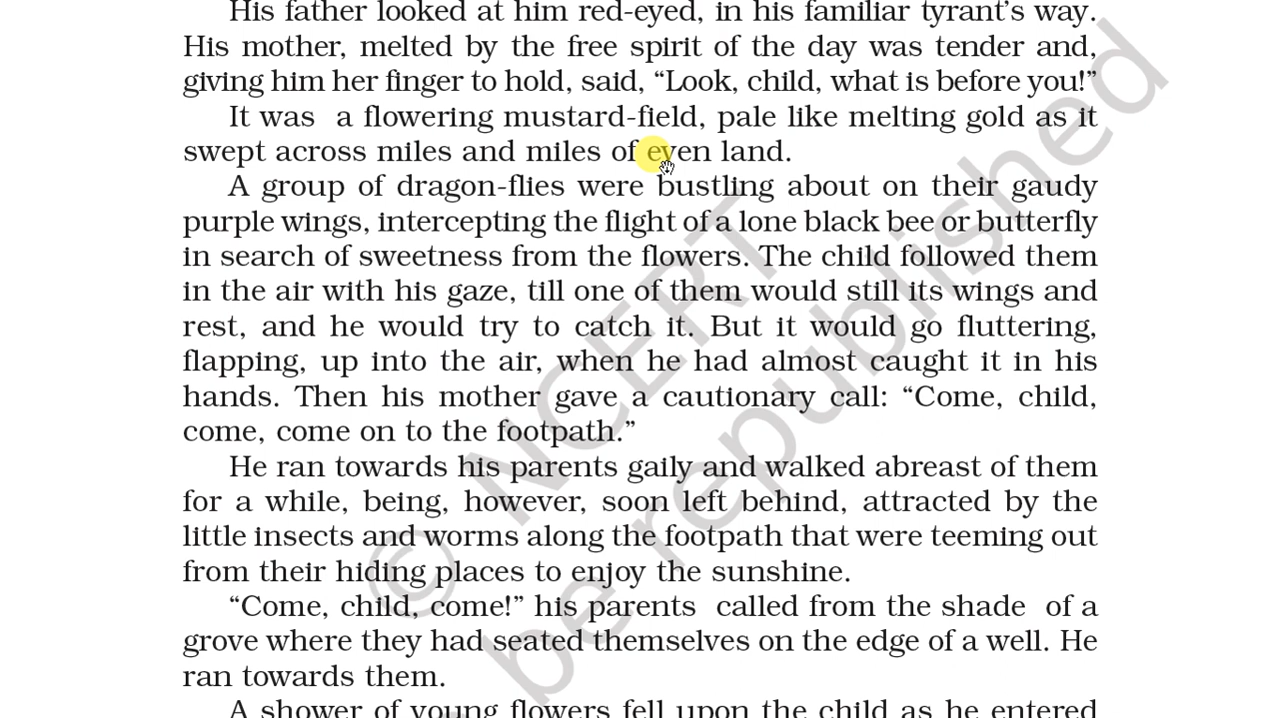 His father looked at him red-eyed, in his familiar tyrant’s way.
His mother, melted by the free spirit of the day was tender and,
giving him her finger to hold, said, “Look, child, what is before you!”
It was a flowering mustard-field, pale like melting gold as it
swept across miles and miles of even land.
A group of dragon-flies were bustling about on their gaudy
purple wings, intercepting the flight of a lone black bee or butterfly
in search of sweetness from the flowers. The child followed them
in the air with his gaze, till one of them would still its wings and
rest, and he would try to catch it. But it would go fluttering,
flapping, up into the air, when he had almost caught it in his
hands. Then his mother gave a cautionary call: “Come, child,
come, come on to the footpath.”
He ran towards his parents gaily and walked abreast of them
for a while, being, however, soon left behind, attracted by the
little insects and worms along the footpath that were teeming out
from their hiding places to enjoy the sunshine.
“Come, child, come!” his parents called from the shade of a
grove where they had seated themselves on the edge of a well. He
ran towards them.
A shower of young flowers fell upon the child as he entered
© NCERT
be republished